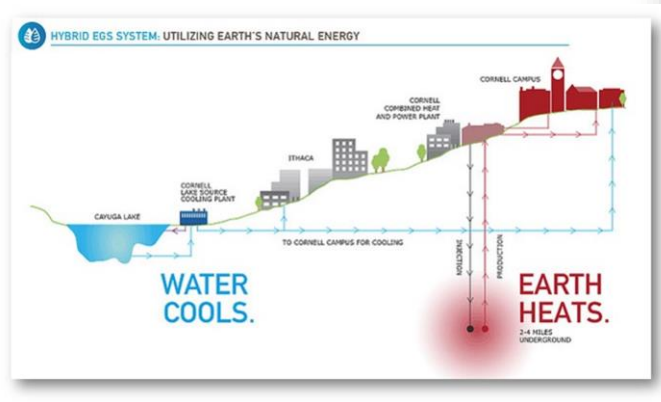 HYBRID EGS SYSTEM: UTILIZING EARTH'S NATURAL ENERGY
CORNELL CAMPUS
CORNELL
COMBINED HEAT
AND POWER PLANT
ITHACA
CORNELL
LAKE SOURCE
COOLING PLANT
CAYUGA LAKE
TO CORNELL CAMPUS FOR COOLING
INJECTION
PRODUCTION
WATER
COOLS.
EARTH
HEATS.
2-4 MILES
UNDERGROUND